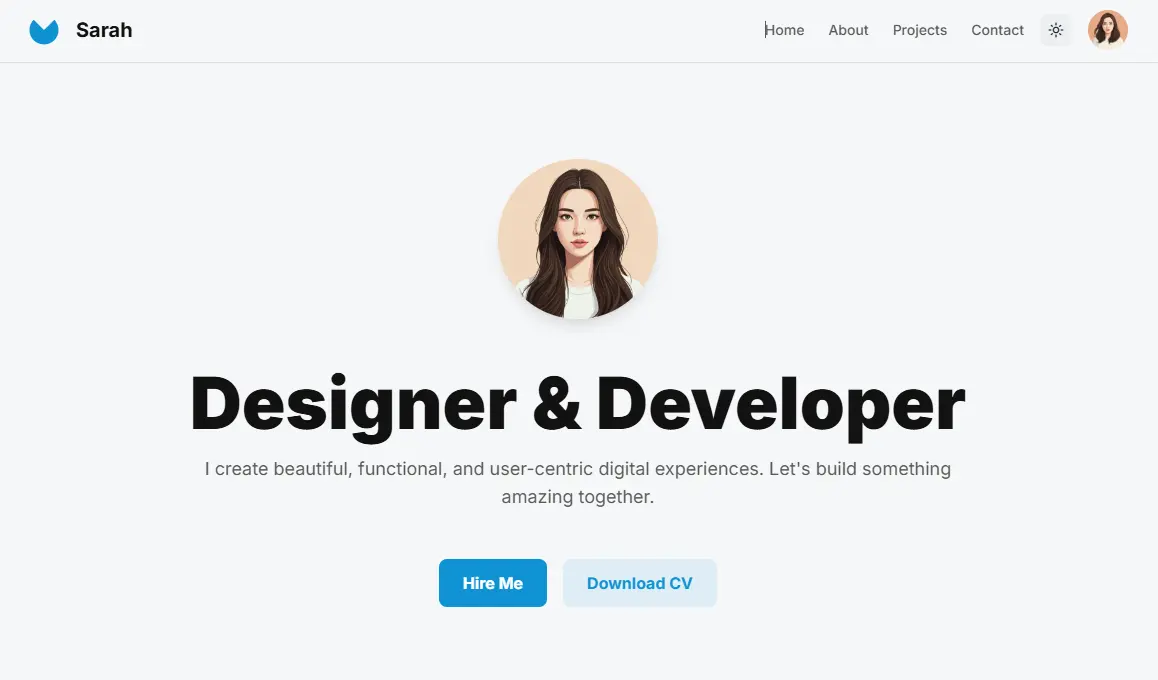 Sarah
Home About Projects Contact
Designer & Developer
I create beautiful, functional, and user-centric digital experiences. Let's build something
amazing together.
Hire Me Download CV